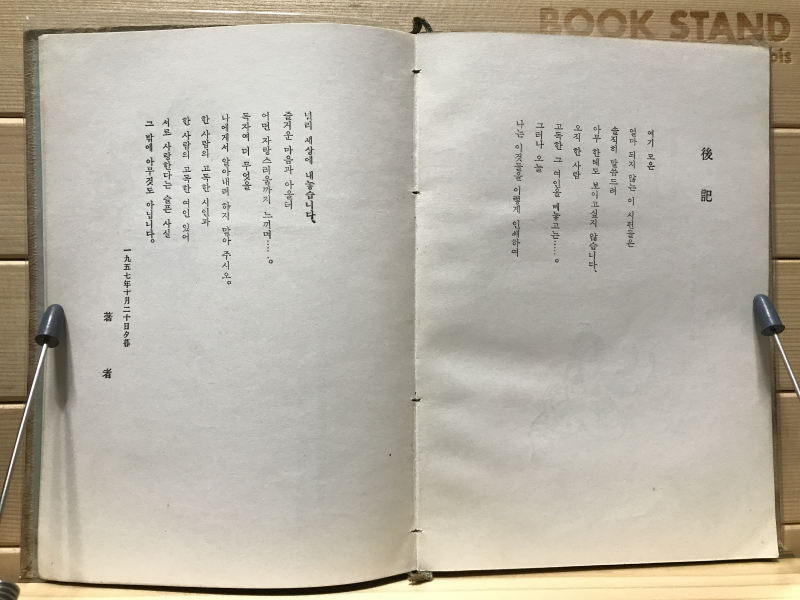 後記
여기 모은
얼마 되지 않는 이 시편들은
솔직히 말씀드려
아무 한테도 보이고싶지 않습니다.
오직 한 사람
고독한 그 여인을 빼놓고는……。
그러나 오늘
나는 이것들을 이렇게 인쇄하여
널리 세상에 내놓습니다.
즐거운 마음과 아울러
어떤 자랑스러움까지 느끼며……。
독자여 더 무엇을
나에게서 알아내려 하지 말아 주시오。
한 사람의 고독한 시인과
한 사람의 고독한 여인 있어
서로 사랑한다는 슬픈 사실
그 밖에 아무것도 아닙니다。
一九五七年十月二十日夕暮
著者
BOOK STAND
bis